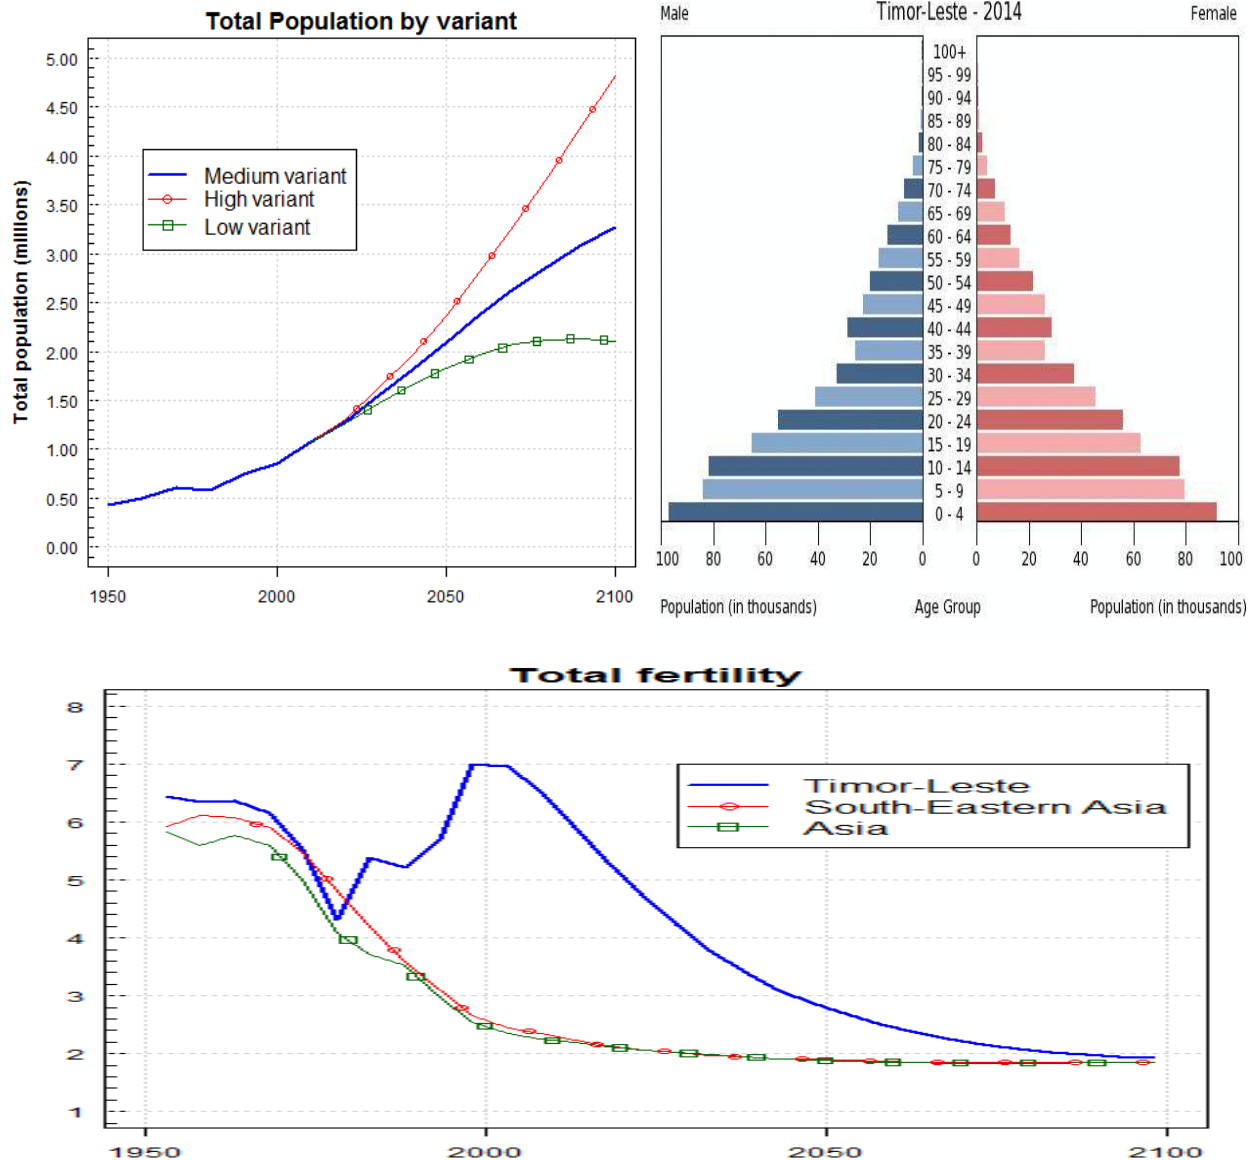 Total Population by variant
Total population (millions)
5.00
4.50
4.00
3.50
3.00
2.50
2.00
1.50
1.00
0.50
0.00
Medium variant
High variant
Low variant
1950 2000 2050 2100
Male Timor-Leste - 2014 Female
100+
95 - 99
90 - 94
85 - 89
80 - 84
75 - 79
70 - 74
65 - 69
60 - 64
55 - 59
50 - 54
45 - 49
40 - 44
35 - 39
30 - 34
25 - 29
20 - 24
15 - 19
10 - 14
5 - 9
0 - 4
100 80 60 40 20 0 0 20 40 60 80 100
Population (in thousands) Age Group Population (in thousands)
Total fertility
8
7
6
5
4
3
2
1
Timor-Leste
South-Eastern Asia
Asia
1950 2000 2050 2100